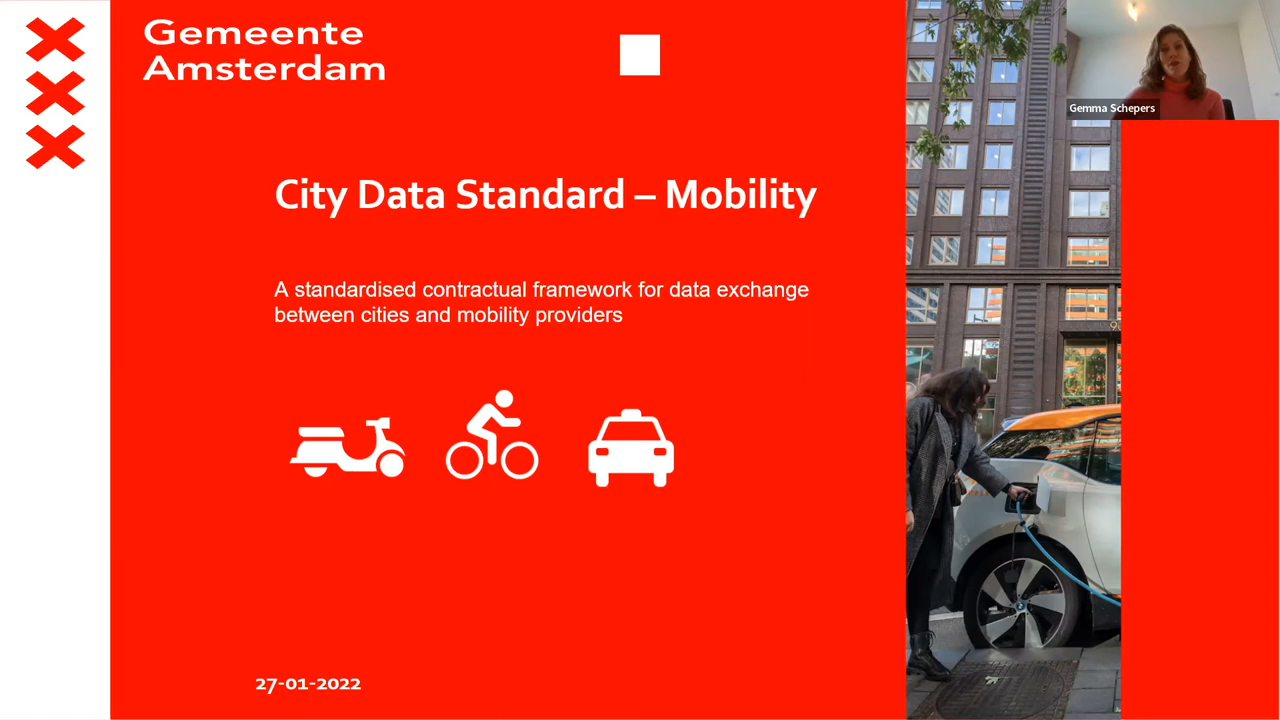 Gemeente
Amsterdam
Gemma Schepers
City Data Standard – Mobility
A standardised contractual framework for data exchange
between cities and mobility providers
27-01-2022